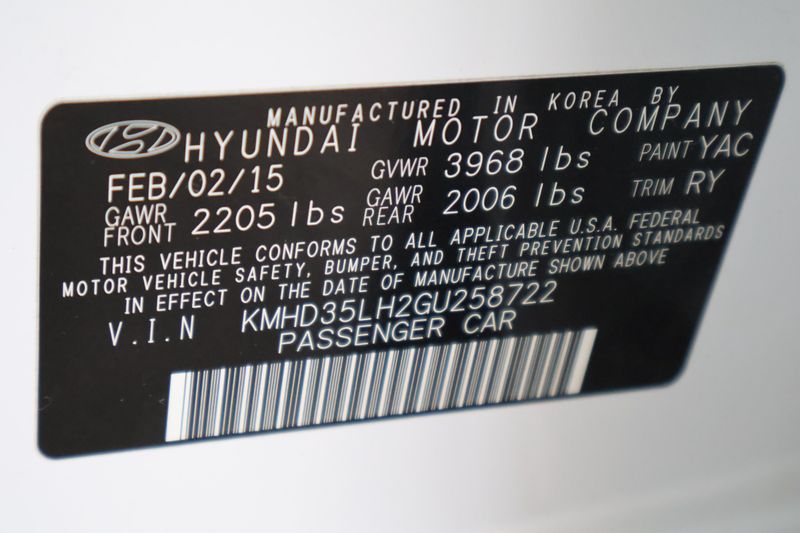 MANUFACTURED IN KOREA BY
HYUNDAI MOTOR COMPANY
FEB/02/15 GVWR 3968 lbs PAINT YAC
GAWR FRONT 2205 lbs GAWR REAR 2006 lbs TRIM RY
THIS VEHICLE CONFORMS TO ALL APPLICABLE U.S.A. FEDERAL
MOTOR VEHICLE SAFETY, BUMPER, AND THEFT PREVENTION STANDARDS
IN EFFECT ON THE DATE OF MANUFACTURE SHOWN ABOVE
V.I.N KMHD35LH2GU258722
PASSENGER CAR